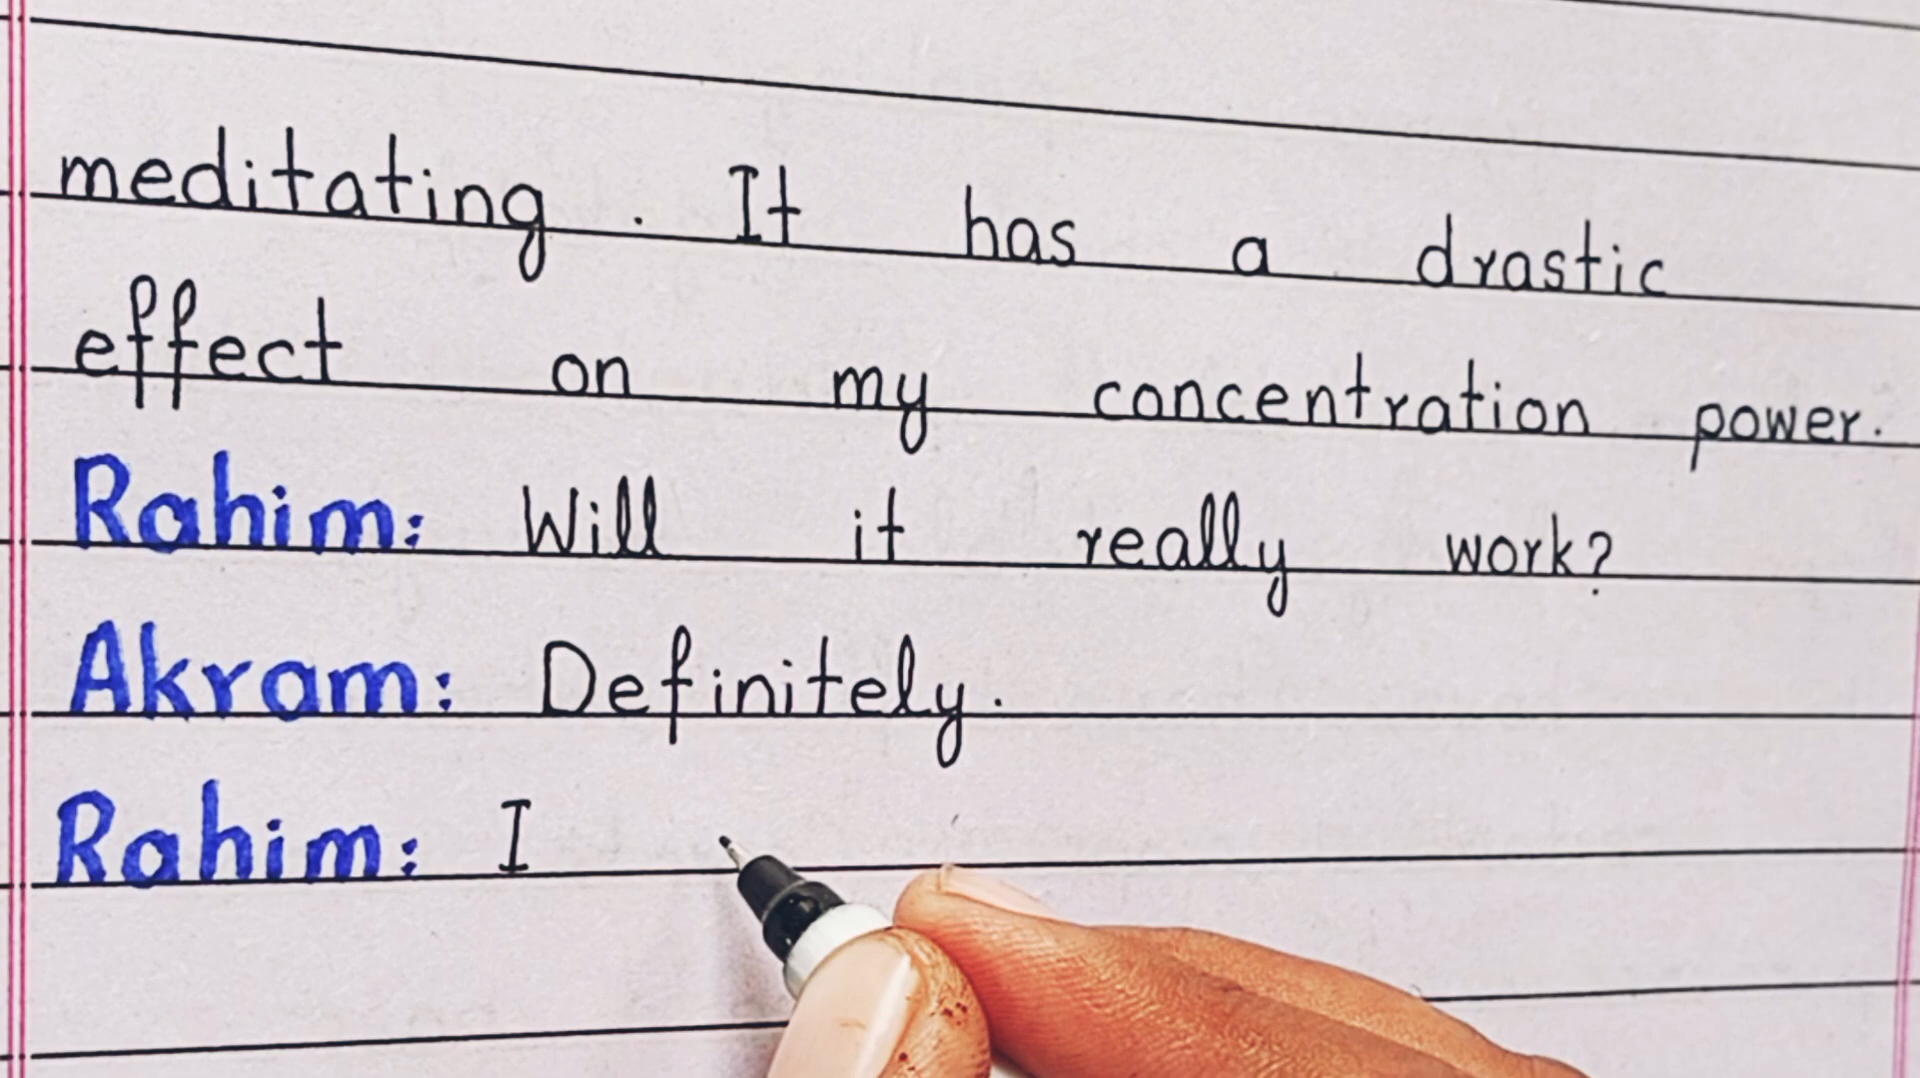 meditating. It has a drastic
effect on my concentration power.
Rahim: Will it really work?
Akram: Definitely.
Rahim: I